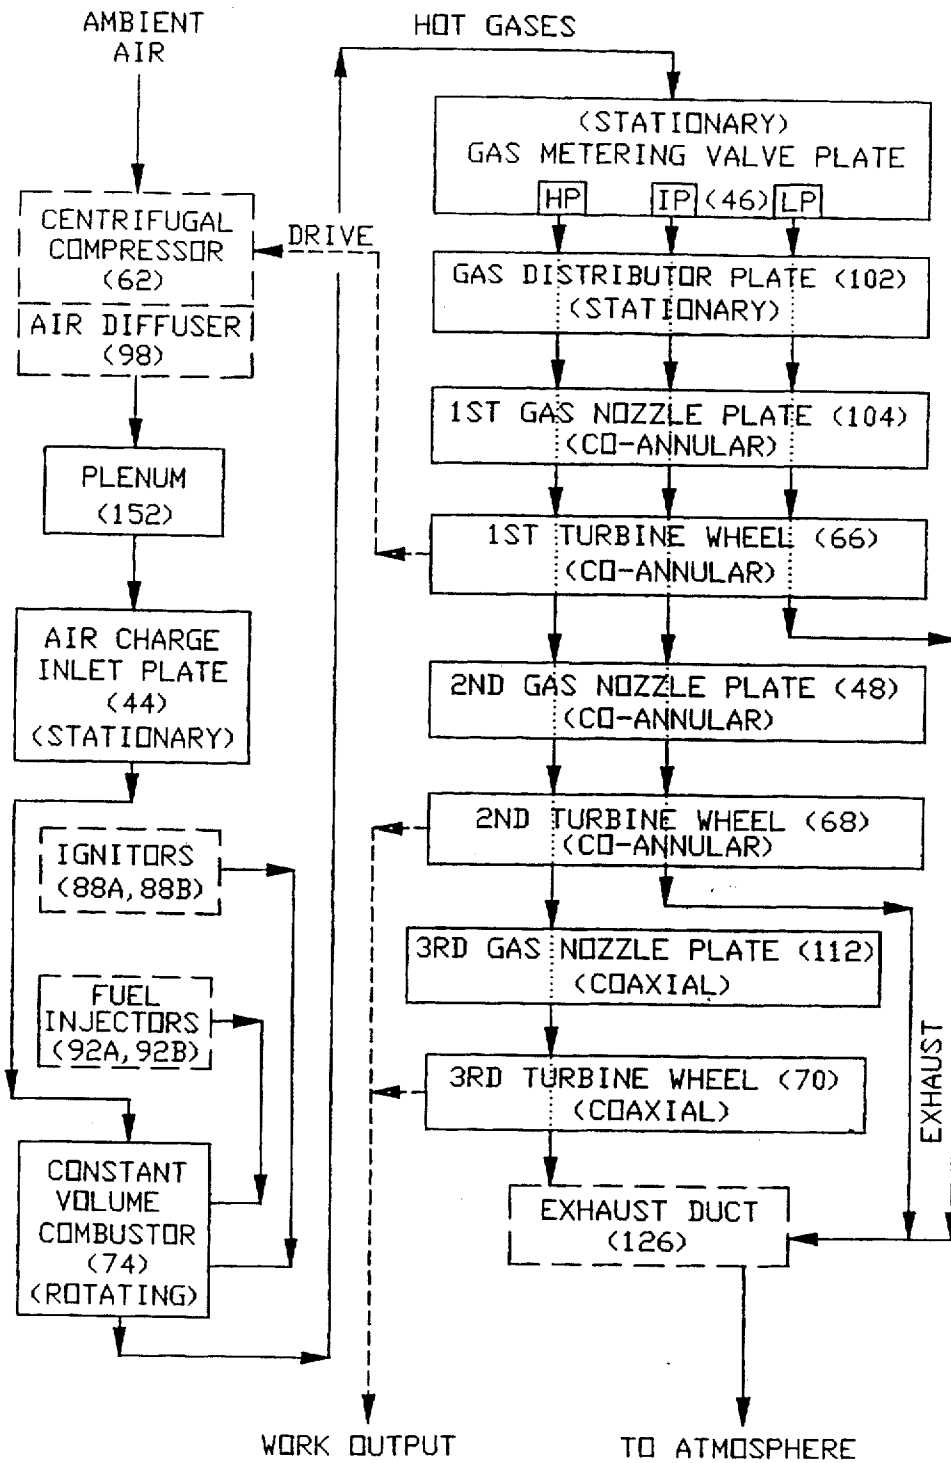 AMBIENT
AIR
CENTRIFUGAL
COMPRESSOR
(62)
AIR DIFFUSER
(98)
PLENUM
(152)
AIR CHARGE
INLET PLATE
(44)
(STATIONARY)
IGNITORS
(88A,88B)
FUEL
INJECTORS
(92A,92B)
CONSTANT
VOLUME
COMBUSTOR
(74)
(ROTATING)
HOT GASES
DRIVE
(STATIONARY)
GAS METERING VALVE PLATE
HP IP (46) LP
GAS DISTRIBUTOR PLATE (102)
(STATIONARY)
1ST GAS NOZZLE PLATE (104)
(CO-ANNULAR)
1ST TURBINE WHEEL (66)
(CO-ANNULAR)
2ND GAS NOZZLE PLATE (48)
(CO-ANNULAR)
2ND TURBINE WHEEL (68)
(CO-ANNULAR)
3RD GAS NOZZLE PLATE (112)
(COAXIAL)
3RD TURBINE WHEEL (70)
(COAXIAL)
EXHAUST
EXHAUST DUCT
(126)
WORK OUTPUT
TO ATMOSPHERE